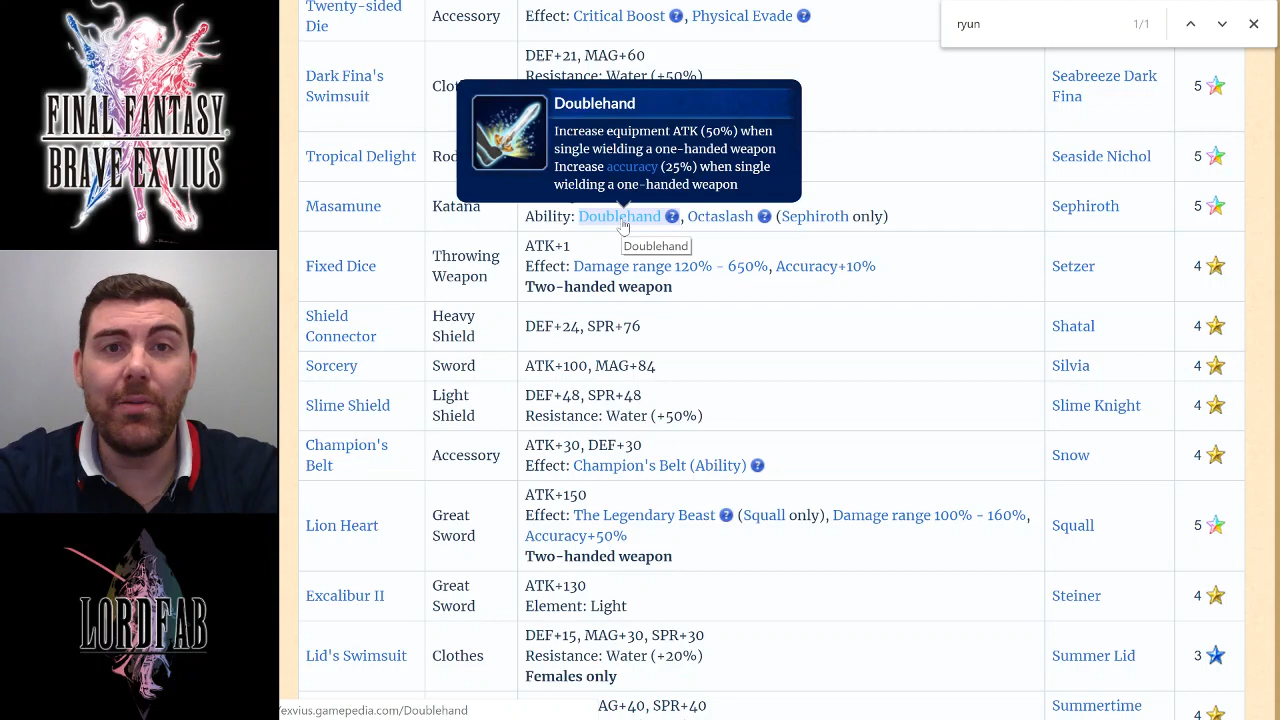 FINAL FANTASY
BRAVE EXVIUS
LORDFAB
ryun
1/1
Twenty-sided
Die
Accessory
Effect: Critical Boost ?, Physical Evade ?
Dark Fina's
Swimsuit
DEF+21, MAG+60
Resistance: Water (+50%)
Seabreeze Dark
Fina
5
Doublehand
Increase equipment ATK (50%) when
single wielding a one-handed weapon
Increase accuracy (25%) when single
wielding a one-handed weapon
Tropical Delight
Seaside Nichol
5
Masamune
Katana
Ability: Doublehand ?, Octaslash ? (Sephiroth only)
Sephiroth
5
Doublehand
Fixed Dice
Throwing
Weapon
ATK+1
Effect: Damage range 120% - 650%, Accuracy+10%
Two-handed weapon
Setzer
4
Shield
Connector
Heavy
Shield
DEF+24, SPR+76
Shatal
4
Sorcery
Sword
ATK+100, MAG+84
Silvia
4
Slime Shield
Light
Shield
DEF+48, SPR+48
Resistance: Water (+50%)
Slime Knight
4
Champion's
Belt
Accessory
ATK+30, DEF+30
Effect: Champion's Belt (Ability) ?
Snow
4
Lion Heart
Great
Sword
ATK+150
Effect: The Legendary Beast ? (Squall only), Damage range 100% - 160%,
Accuracy+50%
Two-handed weapon
Squall
5
Excalibur II
Great
Sword
ATK+130
Element: Light
Steiner
4
Lid's Swimsuit
Clothes
DEF+15, MAG+30, SPR+30
Resistance: Water (+20%)
Females only
Summer Lid
3
AG+40, SPR+40
Summertime
4
/exvius.gamepedia.com/Doublehand